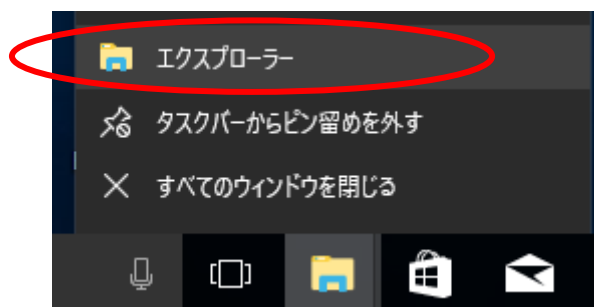 エクスプローラー
タスクバーからピン留めを外す
すべてのウィンドウを閉じる